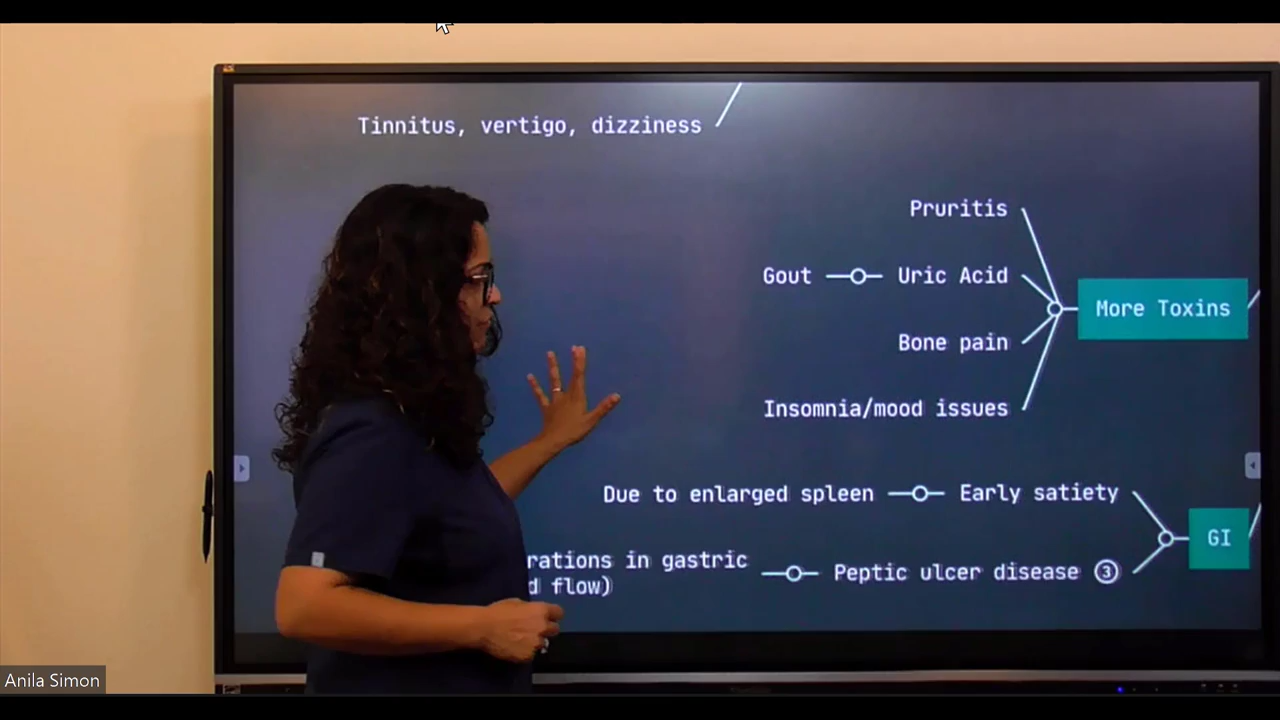 Tinnitus, vertigo, dizziness
Pruritis
Gout Uric Acid
More Toxins
Bone pain
Insomnia/mood issues
Due to enlarged spleen Early satiety
GI
rations in gastric
d flow)
Peptic ulcer disease 3
Anila Simon